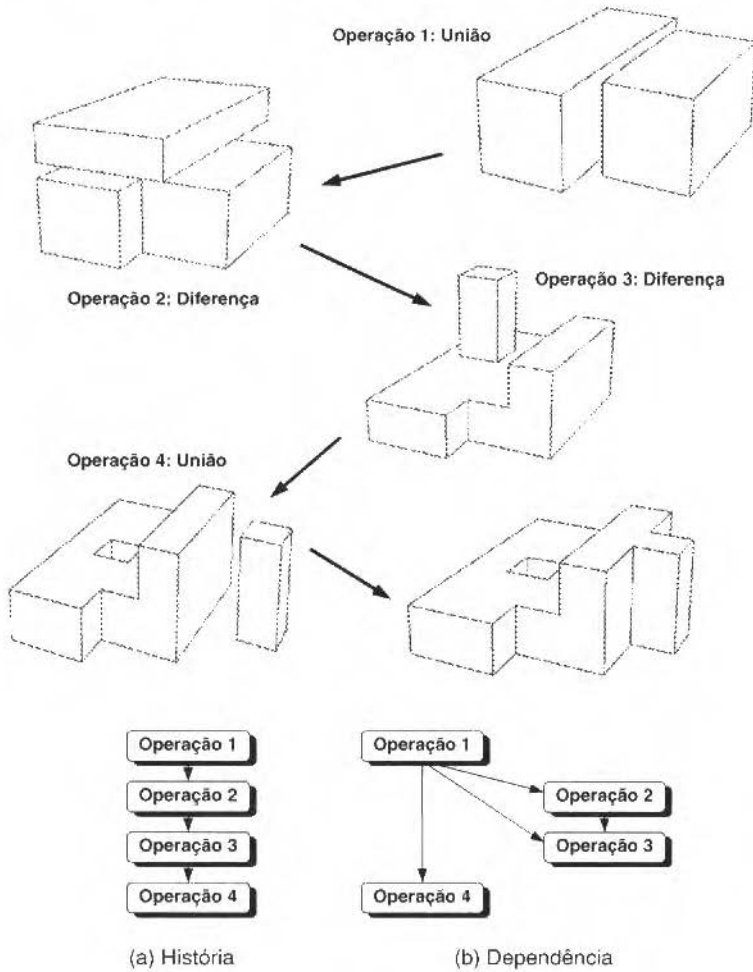 Operação 1: União
Operação 2: Diferença
Operação 3: Diferença
Operação 4: União
Operação 1
Operação 2
Operação 3
Operação 4
Operação 1
Operação 2
Operação 3
Operação 4
(a) História
(b) Dependência